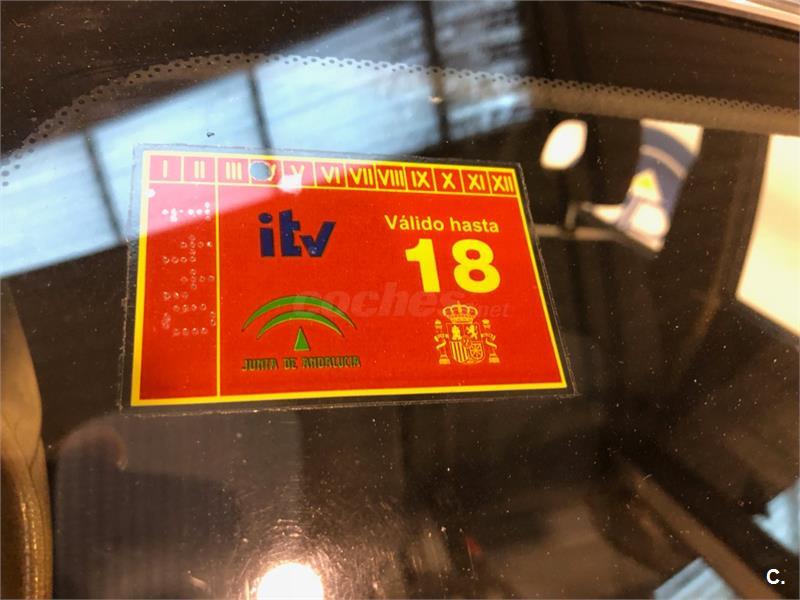 I II III V VI VII VIII IX X XI XII
itv
Válido hasta
18
coches.net
JUNTA DE ANDALUCIA
C.